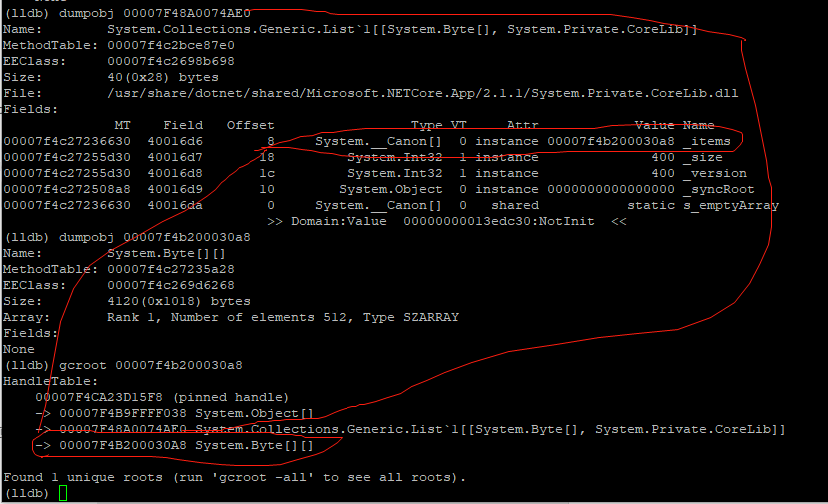 (lldb) dumpobj 00007F48A0074AE0
Name: System.Collections.Generic.List`1[[System.Byte[], System.Private.CoreLib]]
MethodTable: 00007f4c2bce87e0
EEClass: 00007f4c2698b698
Size: 40(0x28) bytes
File: /usr/share/dotnet/shared/Microsoft.NETCore.App/2.1.1/System.Private.CoreLib.dll
Fields:
MT Field Offset Type VT Attr Value Name
00007f4c27236630 40016d6 8 System.__Canon[] 0 instance 00007f4b200030a8 _items
00007f4c27255d30 40016d7 18 System.Int32 1 instance 400 _size
00007f4c27255d30 40016d8 1c System.Int32 1 instance 400 _version
00007f4c272508a8 40016d9 10 System.Object 0 instance 0000000000000000 _syncRoot
00007f4c27236630 40016da 0 System.__Canon[] 0 shared static s_emptyArray
>> Domain:Value 00000000013edc30:NotInit <<
(lldb) dumpobj 00007f4b200030a8
Name: System.Byte[][]
MethodTable: 00007f4c27235a28
EEClass: 00007f4c269d6268
Size: 4120(0x1018) bytes
Array: Rank 1, Number of elements 512, Type SZARRAY
Fields:
None
(lldb) gcroot 00007f4b200030a8
HandleTable:
00007F4CA23D15F8 (pinned handle)
-> 00007F4B9FFFF038 System.Object[]
-> 00007F48A0074AE0 System.Collections.Generic.List`1[[System.Byte[], System.Private.CoreLib]]
-> 00007F4B200030A8 System.Byte[][]
Found 1 unique roots (run 'gcroot -all' to see all roots).
(lldb)